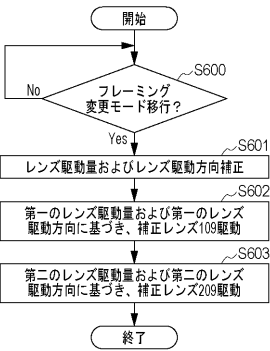 開始
S600
フレーミング
変更モード移行？
No
Yes
S601
レンズ駆動量およびレンズ駆動方向補正
S602
第一のレンズ駆動量および第一のレンズ
駆動方向に基づき、補正レンズ109駆動
S603
第二のレンズ駆動量および第二のレンズ
駆動方向に基づき、補正レンズ209駆動
終了